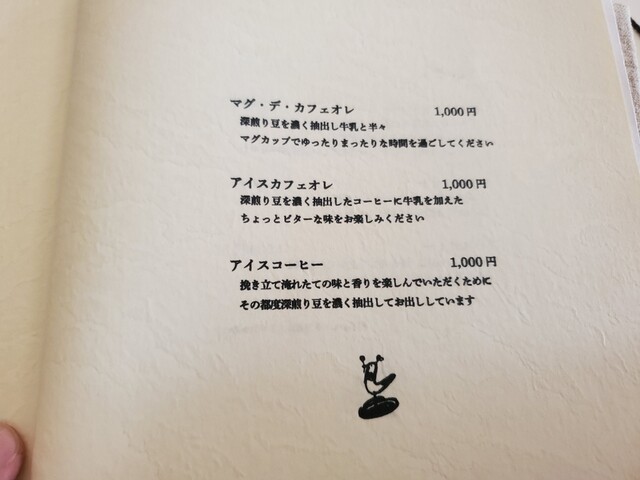 マグ・デ・カフェオレ 1,000円
深煎り豆を濃く抽出し牛乳と半々
マグカップでゆったりまったりな時間を過ごしてください
アイスカフェオレ 1,000円
深煎り豆を濃く抽出したコーヒーに牛乳を加えた
ちょっとビターな味をお楽しみください
アイスコーヒー 1,000円
挽き立て淹れたての味と香りを楽しんでいただくために
その都度深煎り豆を濃く抽出してお出ししています